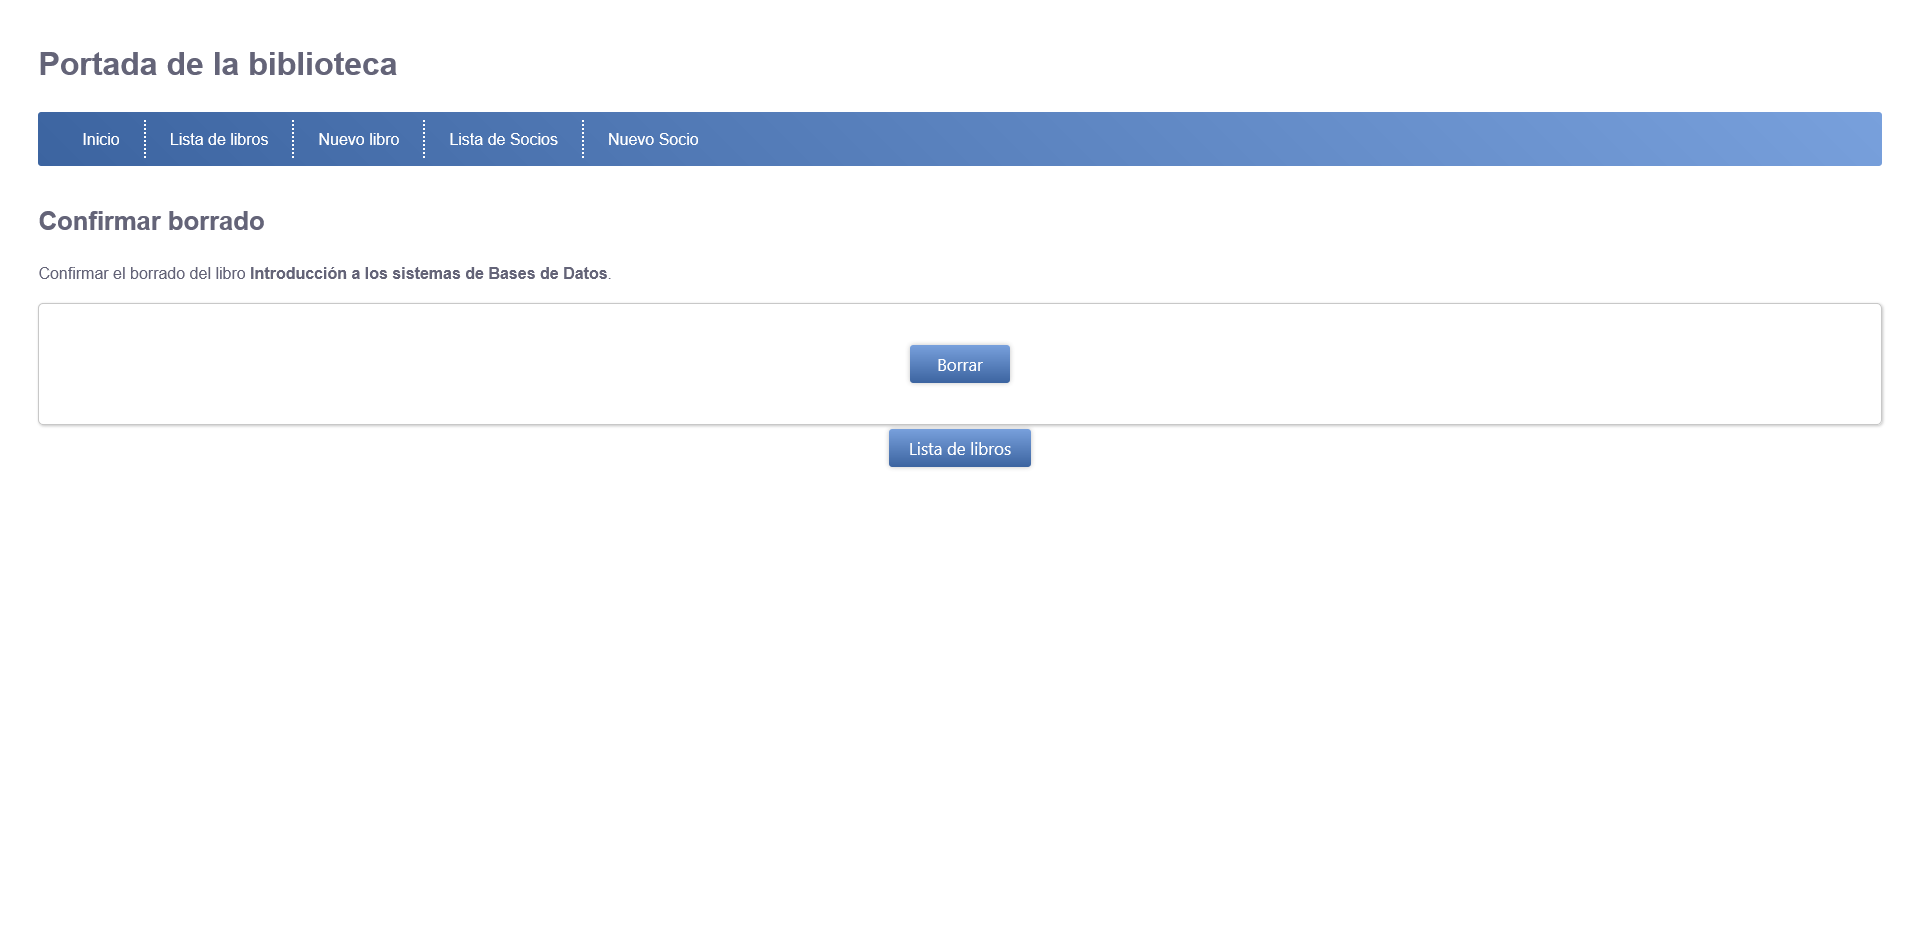 Portada de la biblioteca
Inicio Lista de libros Nuevo libro Lista de Socios Nuevo Socio
Confirmar borrado
Confirmar el borrado del libro Introducción a los sistemas de Bases de Datos.
Borrar
Lista de libros